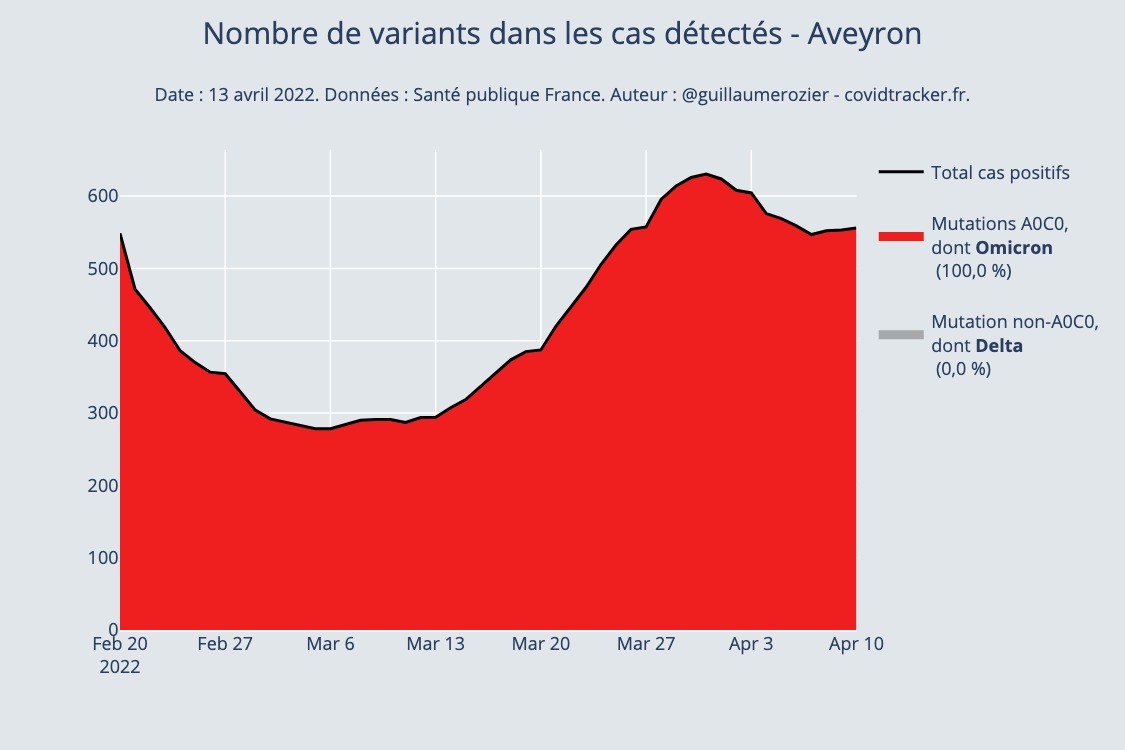 Nombre de variants dans les cas détectés - Aveyron
Date : 13 avril 2022. Données : Santé publique France. Auteur : @guillaumerozier - covidtracker.fr.
600
500
400
300
200
100
0
Feb 20
2022
Feb 27
Mar 6
Mar 13
Mar 20
Mar 27
Apr 3
Apr 10
Total cas positifs
Mutations A0C0,
dont Omicron
(100,0 %)
Mutation non-A0C0,
dont Delta
(0,0 %)